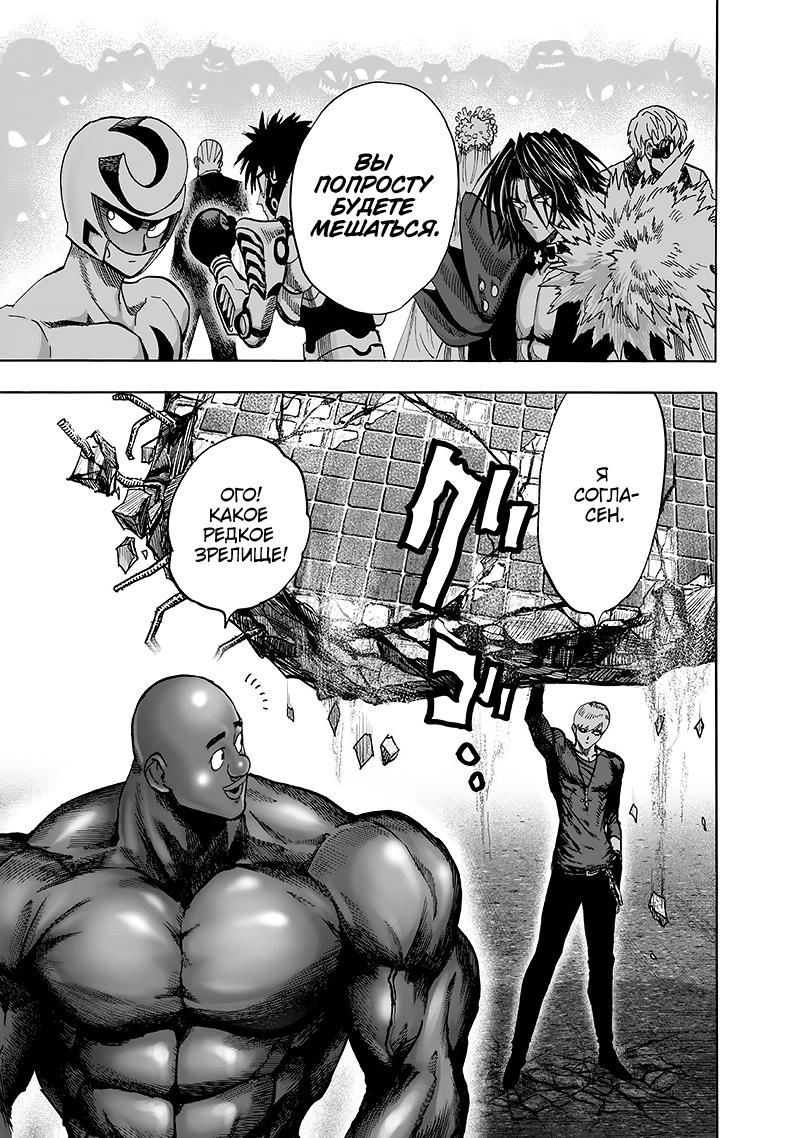 ВЫ
ПОПРОСТУ
БУДЕТЕ
МЕШАТЬСЯ.
Я
СОГЛА-
СЕН.
ОГО!
КАКОЕ
РЕДКОЕ
ЗРЕЛИЩЕ!